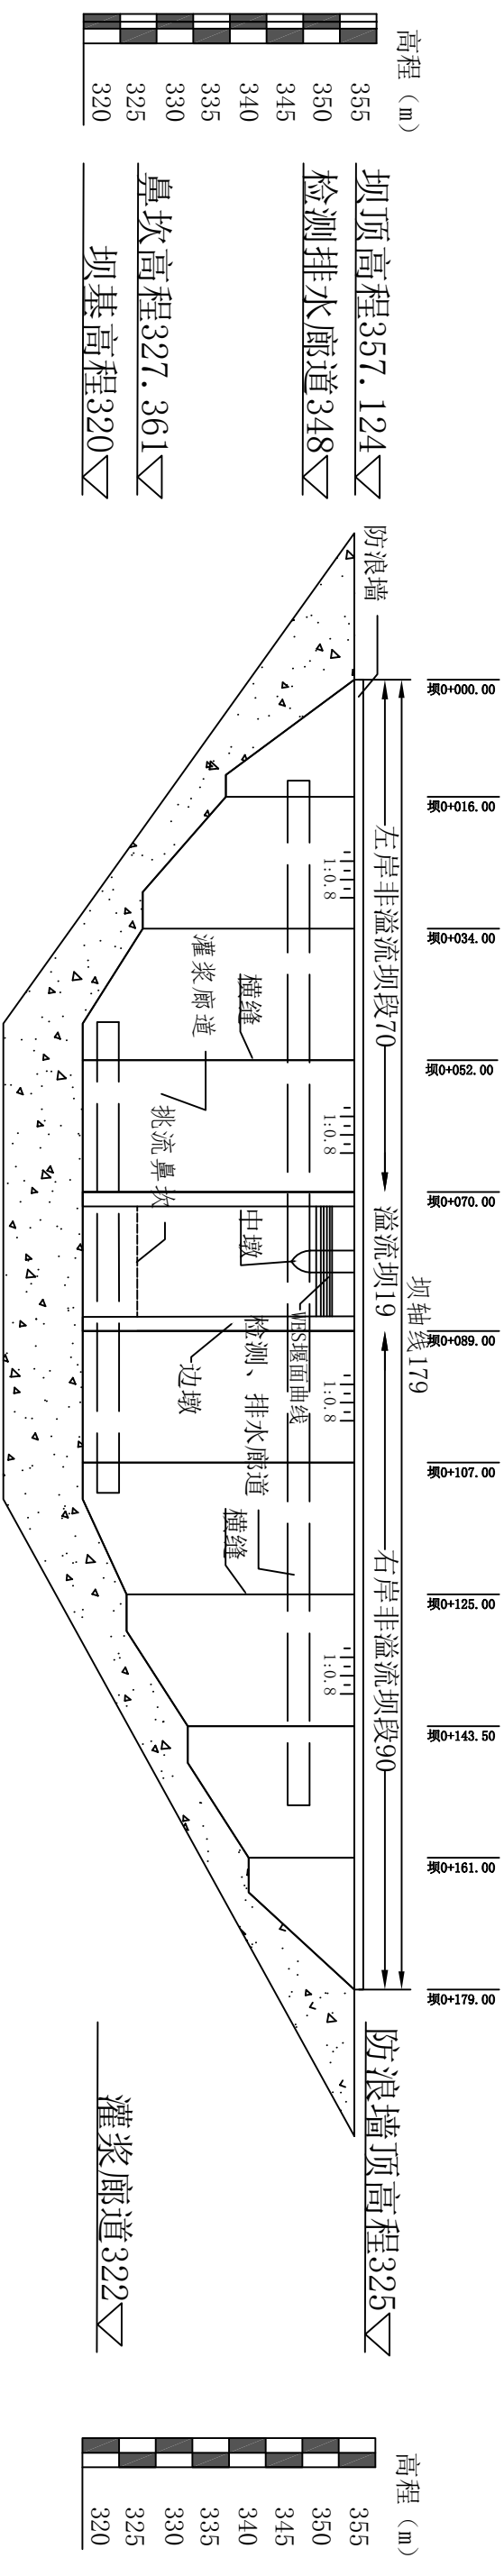 高程（m）
355
350
345
340
335
330
325
320
坝顶高程357.124
检测排水廊道348
鼻坎高程327.361
坝基高程320
防浪墙
坝0+000.00
坝0+016.00
坝0+034.00
坝0+052.00
坝0+070.00
坝0+089.00
坝0+107.00
坝0+125.00
坝0+143.50
坝0+161.00
坝0+179.00
坝轴线179
左岸非溢流坝段70
溢流坝19
右岸非溢流坝段90
1:0.8
1:0.8
1:0.8
1:0.8
WES堰面曲线
中墩
检测、排水廊道
横缝
横缝
灌浆廊道
挑流鼻坎
边墩
防浪墙顶高程325
灌浆廊道322
高程（m）
355
350
345
340
335
330
325
320